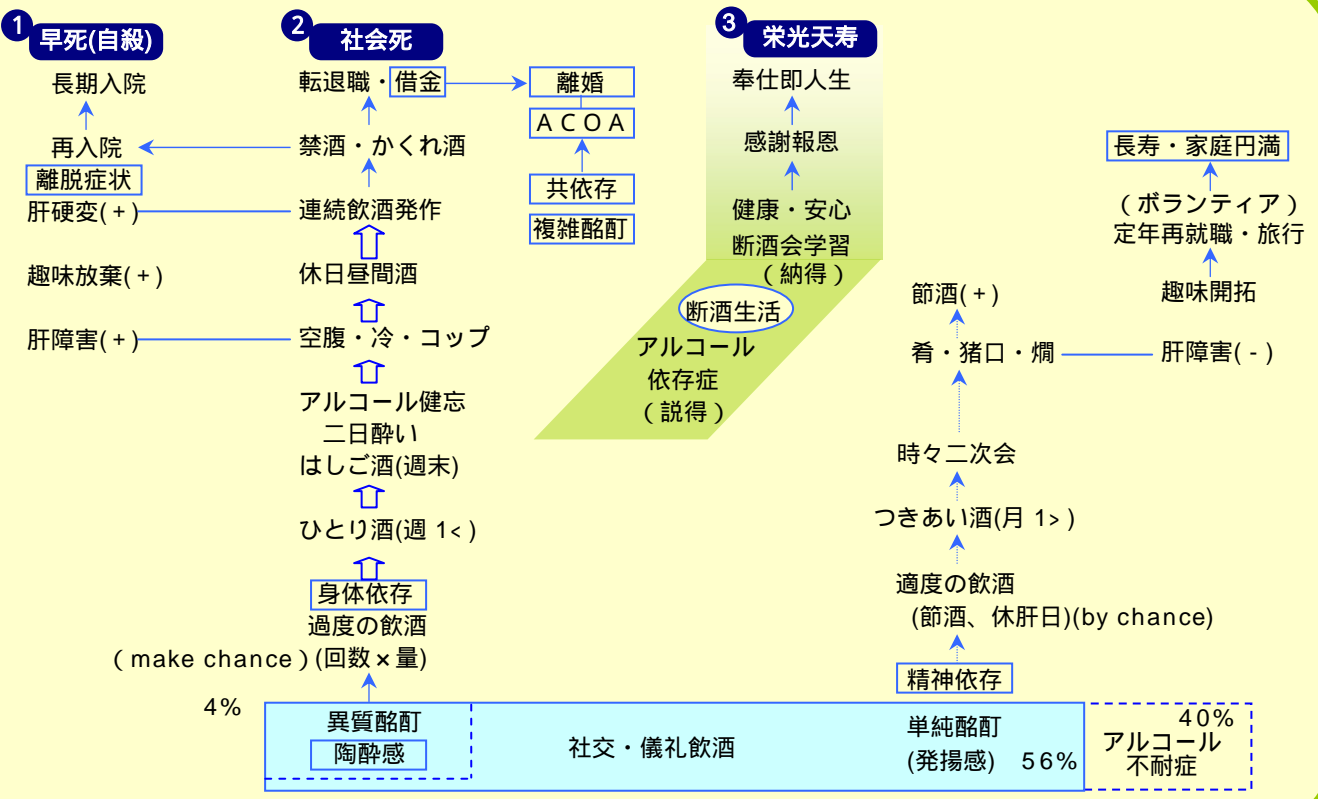 1
早死(自殺)
長期入院
再入院
離脱症状
肝硬変(+)
趣味放棄(+)
肝障害(+)
2
社会死
転退職・借金
禁酒・かくれ酒
連続飲酒発作
休日昼間酒
空腹・冷・コップ
アルコール健忘
二日酔い
はしご酒(週末)
ひとり酒(週 1<)
身体依存
過度の飲酒
(make chance)(回数×量)
離婚
ACOA
共依存
複雑酩酊
3
栄光天寿
奉仕即人生
感謝報恩
健康・安心
断酒会学習
(納得)
断酒生活
アルコール
依存症
(説得)
長寿・家庭円満
(ボランティア)
定年再就職・旅行
趣味開拓
節酒(+)
肴・猪口・燗
肝障害(-)
時々二次会
つきあい酒(月 1>)
適度の飲酒
(節酒、休肝日)(by chance)
精神依存
4%
異質酩酊
陶酔感
社交・儀礼飲酒
単純酩酊
(発揚感) 56%
40%
アルコール
不耐症